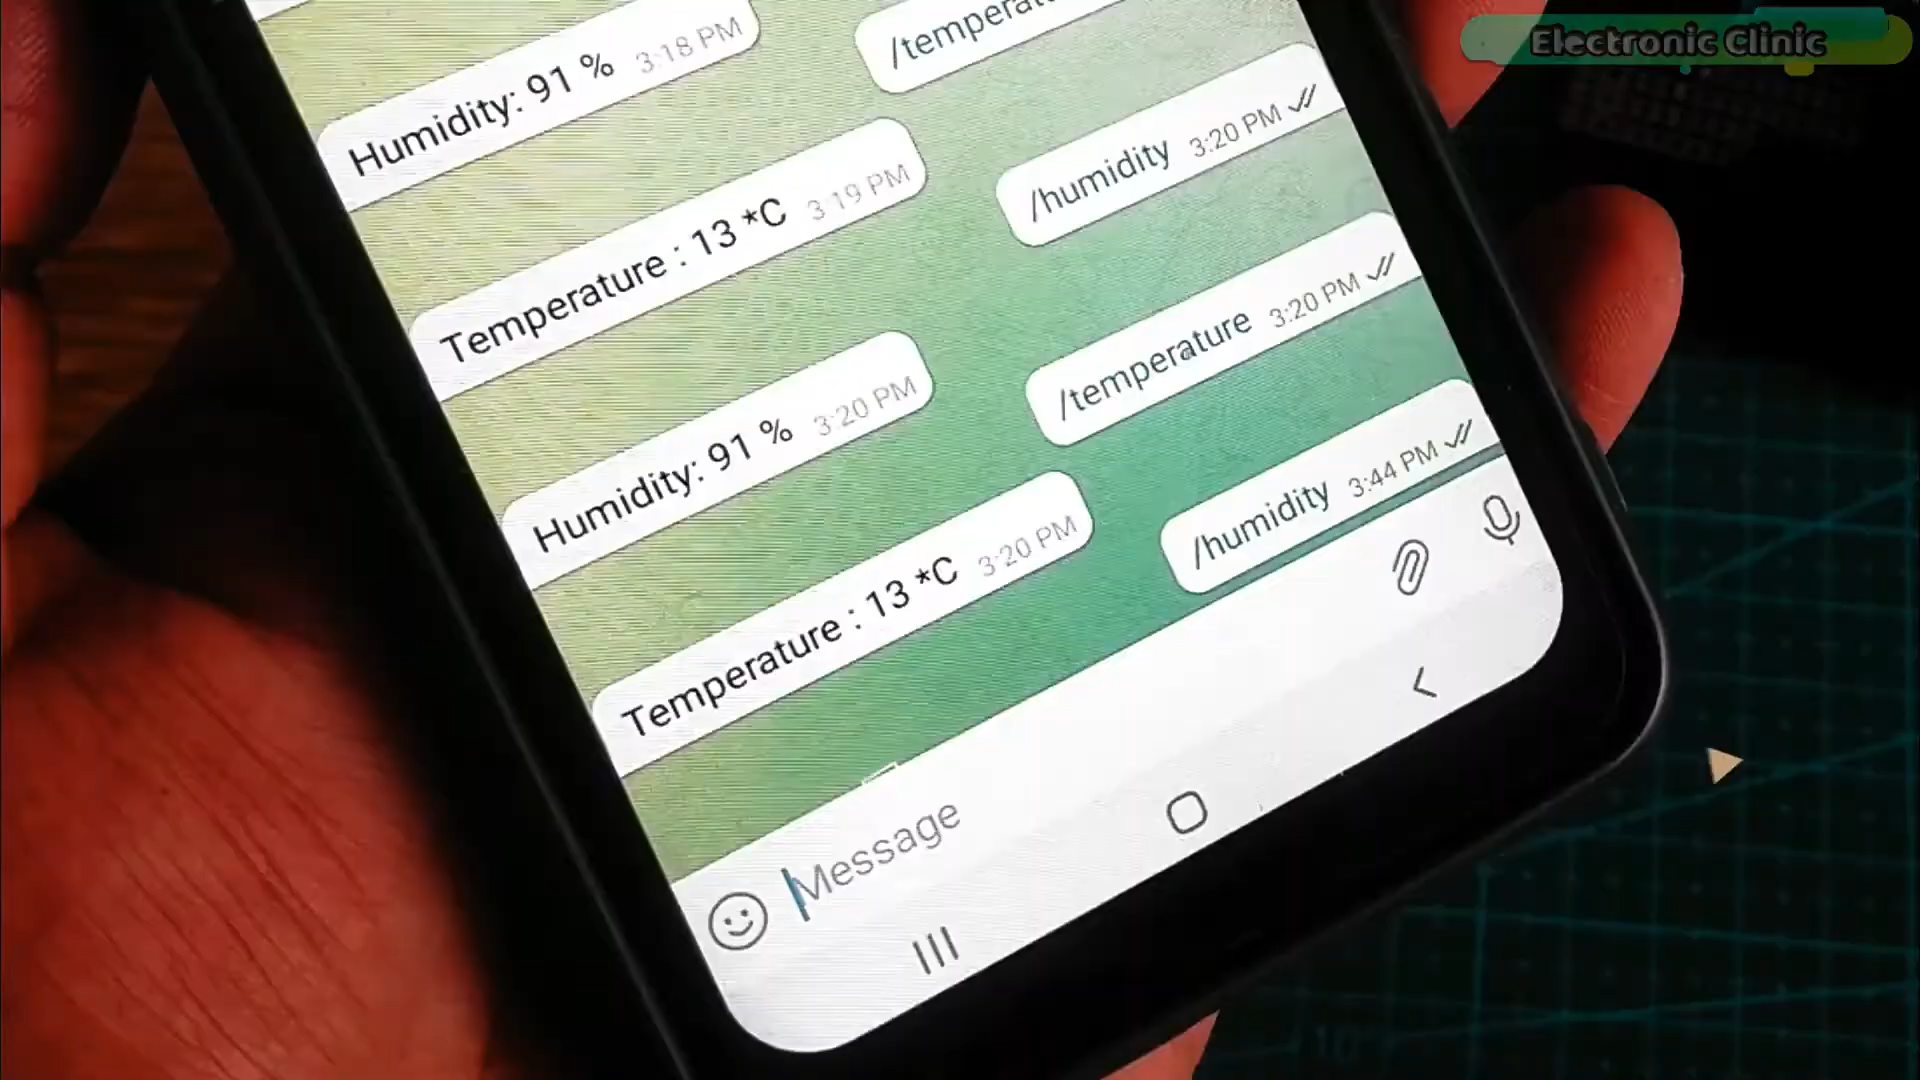 Electronic Clinic
Humidity: 91 % 3:18 PM
Temperature : 13 *C 3:19 PM
/humidity 3:20 PM
Humidity: 91 % 3:20 PM
/temperature 3:20 PM
Temperature : 13 *C 3:20 PM
/humidity 3:44 PM
Message